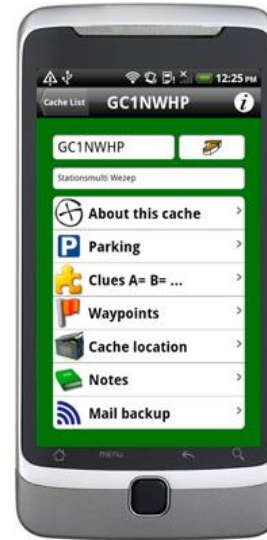 12:25 PM
Cache List GC1NWHP i
GC1NWHP
Stationsmulti Wezep
About this cache
P Parking
Clues A= B= ...
Waypoints
Cache location
Notes
Mail backup
menu